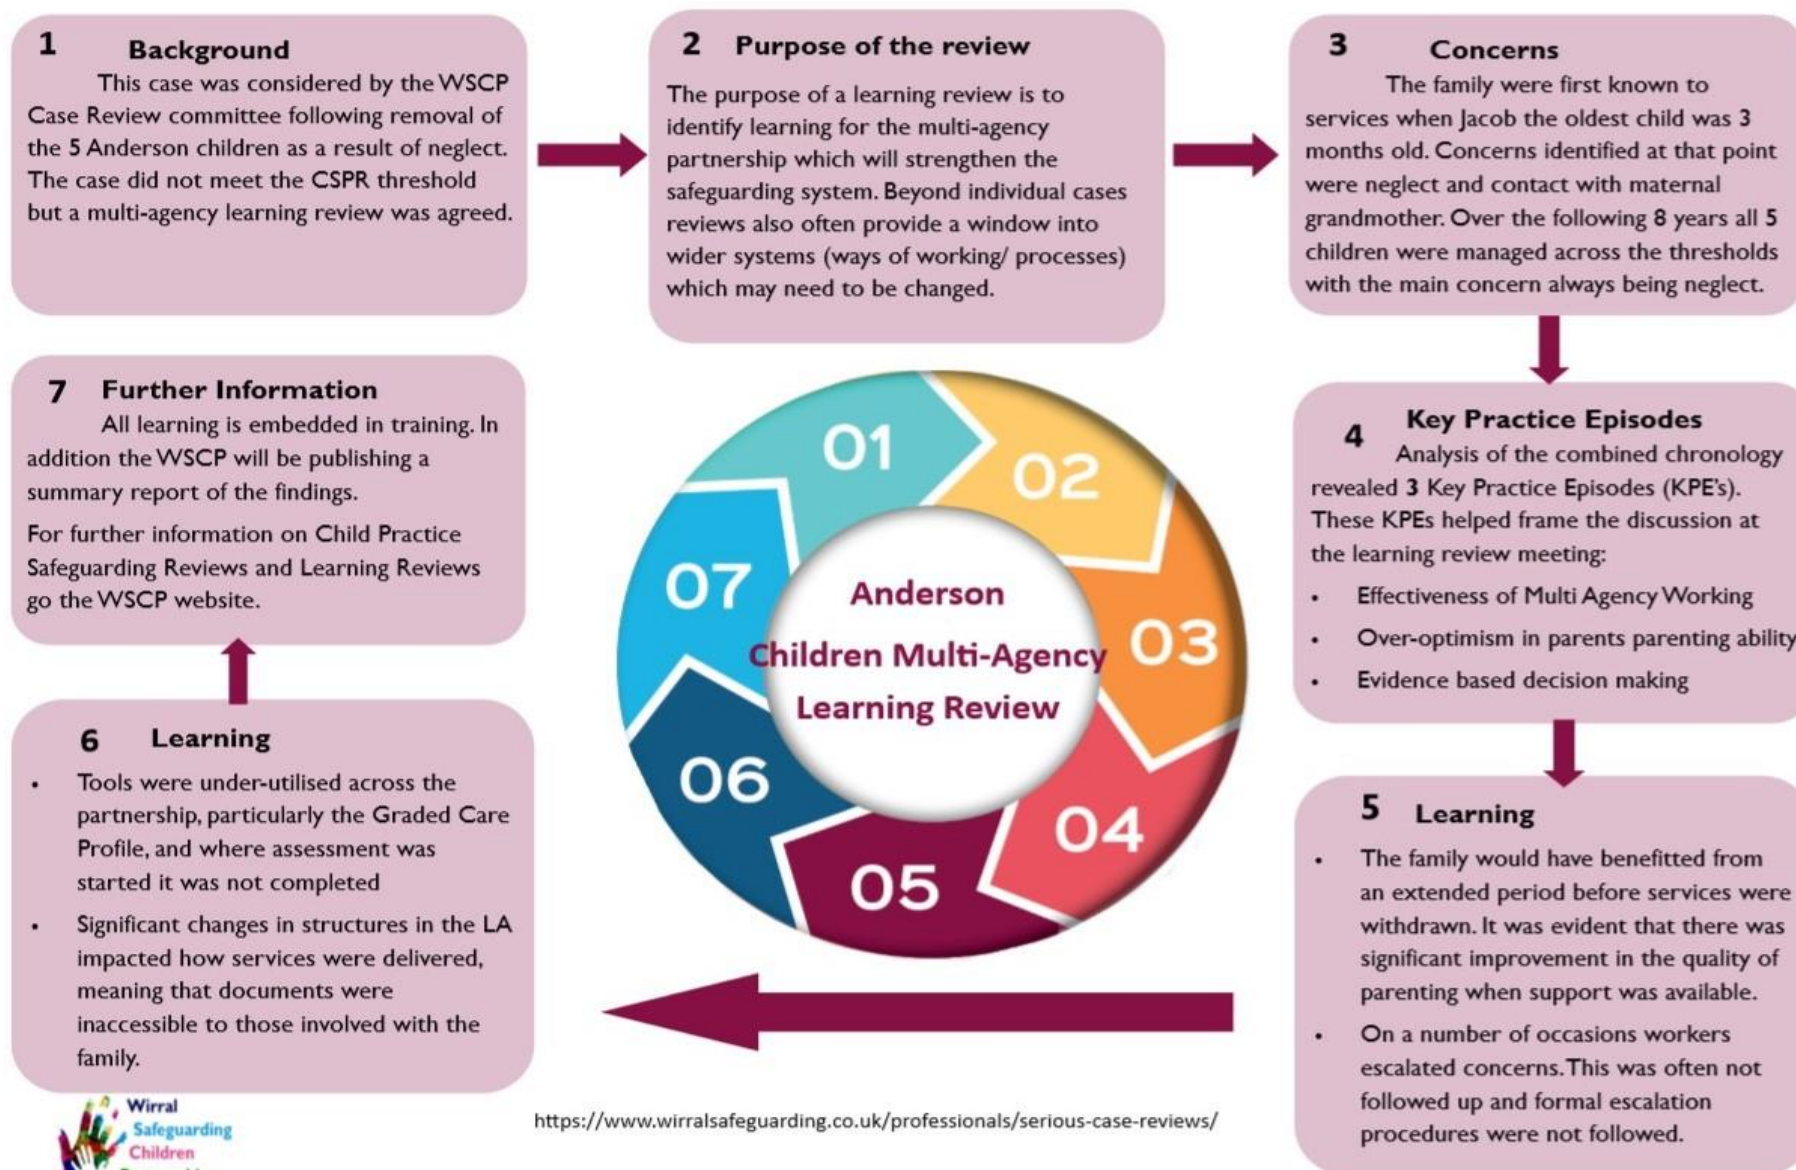 1 Background
This case was considered by the WSCP
Case Review committee following removal of
the 5 Anderson children as a result of neglect.
The case did not meet the CSPR threshold
but a multi-agency learning review was agreed.
2 Purpose of the review
The purpose of a learning review is to
identify learning for the multi-agency
partnership which will strengthen the
safeguarding system. Beyond individual cases
reviews also often provide a window into
wider systems (ways of working/ processes)
which may need to be changed.
3 Concerns
The family were first known to
services when Jacob the oldest child was 3
months old. Concerns identified at that point
were neglect and contact with maternal
grandmother. Over the following 8 years all 5
children were managed across the thresholds
with the main concern always being neglect.
4 Key Practice Episodes
Analysis of the combined chronology
revealed 3 Key Practice Episodes (KPE's).
These KPEs helped frame the discussion at
the learning review meeting:
• Effectiveness of Multi Agency Working
• Over-optimism in parents parenting ability
• Evidence based decision making
5 Learning
• The family would have benefitted from
an extended period before services were
withdrawn. It was evident that there was
significant improvement in the quality of
parenting when support was available.
• On a number of occasions workers
escalated concerns. This was often not
followed up and formal escalation
procedures were not followed.
6 Learning
• Tools were under-utilised across the
partnership, particularly the Graded Care
Profile, and where assessment was
started it was not completed
• Significant changes in structures in the LA
impacted how services were delivered,
meaning that documents were
inaccessible to those involved with the
family.
7 Further Information
All learning is embedded in training. In
addition the WSCP will be publishing a
summary report of the findings.
For further information on Child Practice
Safeguarding Reviews and Learning Reviews
go the WSCP website.
01
02
03
04
05
06
07
Anderson
Children Multi-Agency
Learning Review
Wirral
Safeguarding
Children
https://www.wirralsafeguarding.co.uk/professionals/serious-case-reviews/